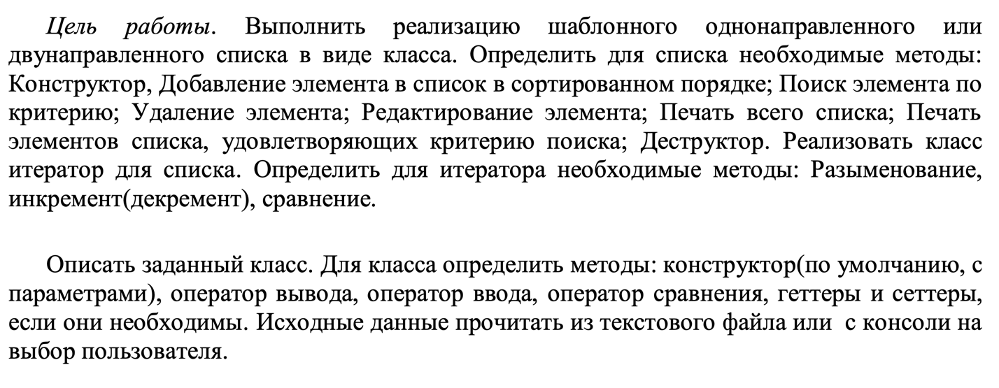 Цель работы. Выполнить реализацию шаблонного однонаправленного или
двунаправленного списка в виде класса. Определить для списка необходимые методы:
Конструктор, Добавление элемента в список в сортированном порядке; Поиск элемента по
критерию; Удаление элемента; Редактирование элемента; Печать всего списка; Печать
элементов списка, удовлетворяющих критерию поиска; Деструктор. Реализовать класс
итератор для списка. Определить для итератора необходимые методы: Разыменование,
инкремент(декремент), сравнение.
Описать заданный класс. Для класса определить методы: конструктор(по умолчанию, с
параметрами), оператор вывода, оператор ввода, оператор сравнения, геттеры и сеттеры,
если они необходимы. Исходные данные прочитать из текстового файла или с консоли на
выбор пользователя.